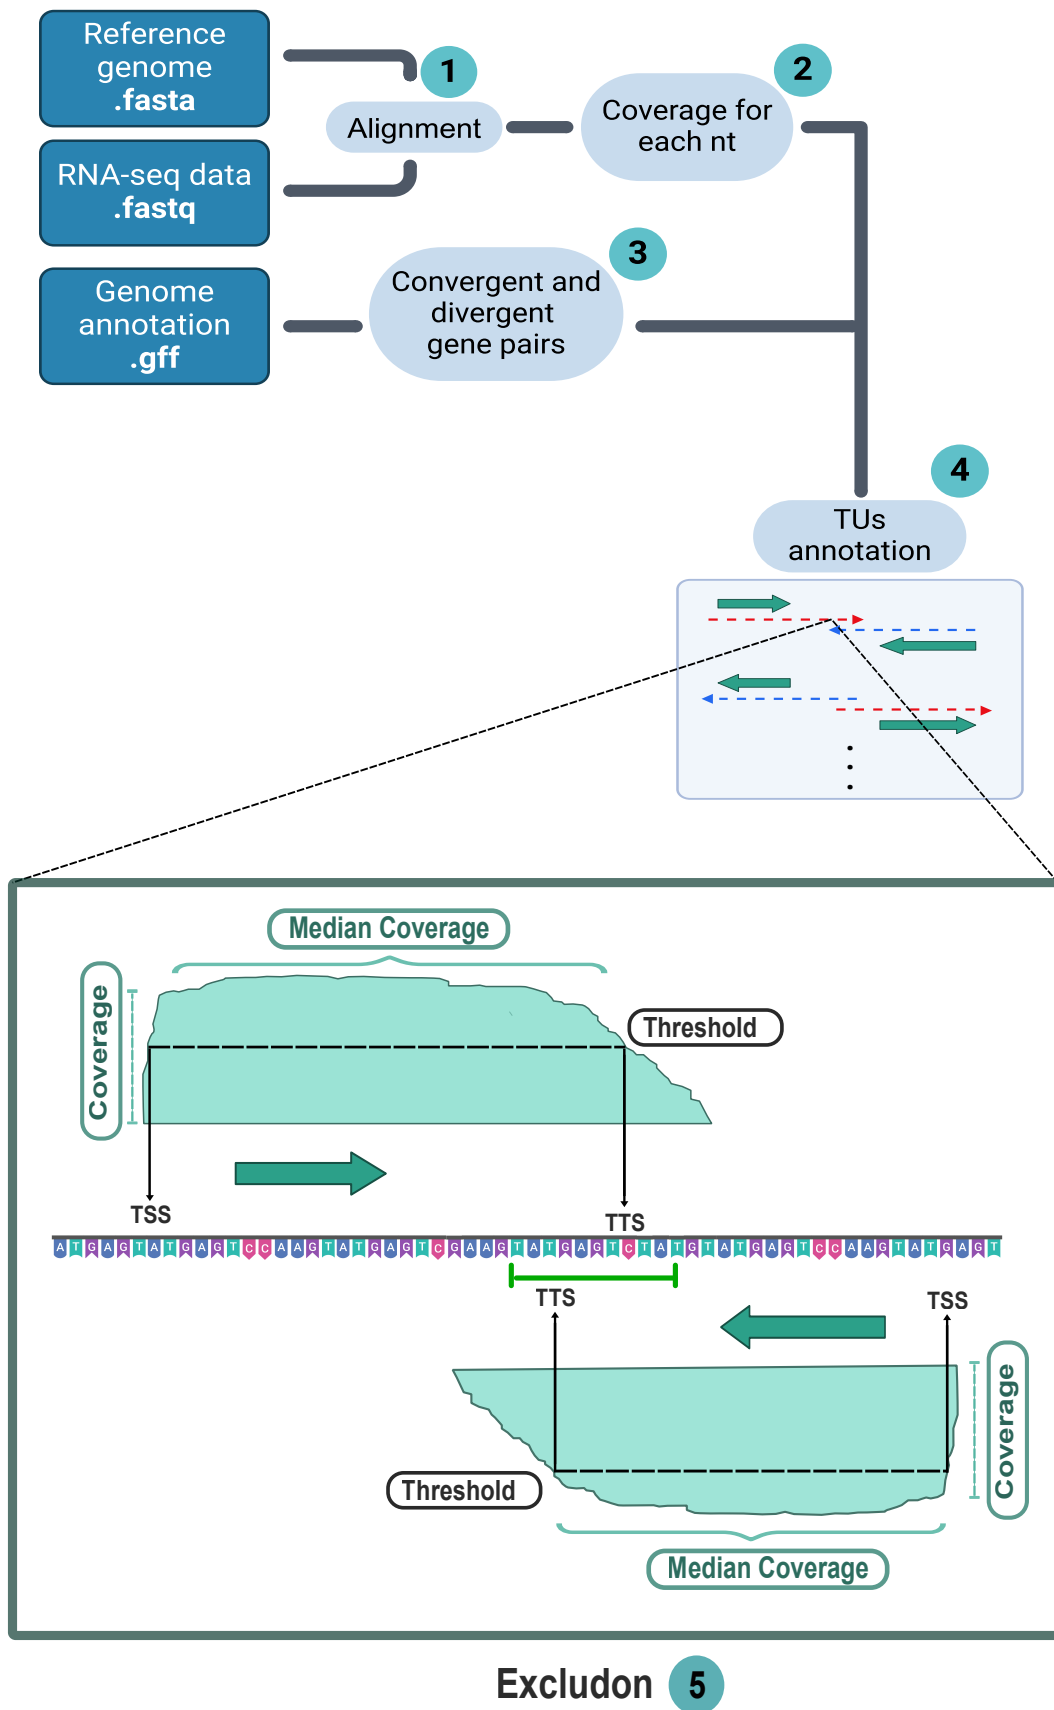 Reference
genome
.fasta
1
Alignment
2
Coverage for
each nt
RNA-seq data
.fastq
Genome
annotation
.gff
3
Convergent and
divergent
gene pairs
4
TUs
annotation
Median Coverage
Coverage
Threshold
TSS
TTS
ATGAGTATGAGTCCAAGTATGAGTCGAAGTATGAGTCTATGTATGAGTCCAAGTATGAGT
TTS
TSS
Coverage
Threshold
Median Coverage
Excludon 5